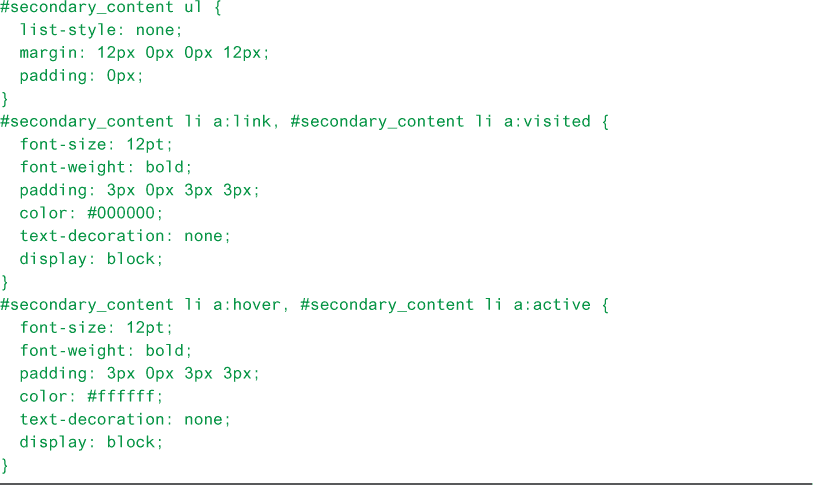 #secondary_content ul {
  list-style: none;
  margin: 12px 0px 0px 12px;
  padding: 0px;
}
#secondary_content li a:link, #secondary_content li a:visited {
  font-size: 12pt;
  font-weight: bold;
  padding: 3px 0px 3px 3px;
  color: #000000;
  text-decoration: none;
  display: block;
}
#secondary_content li a:hover, #secondary_content li a:active {
  font-size: 12pt;
  font-weight: bold;
  padding: 3px 0px 3px 3px;
  color: #ffffff;
  text-decoration: none;
  display: block;
}